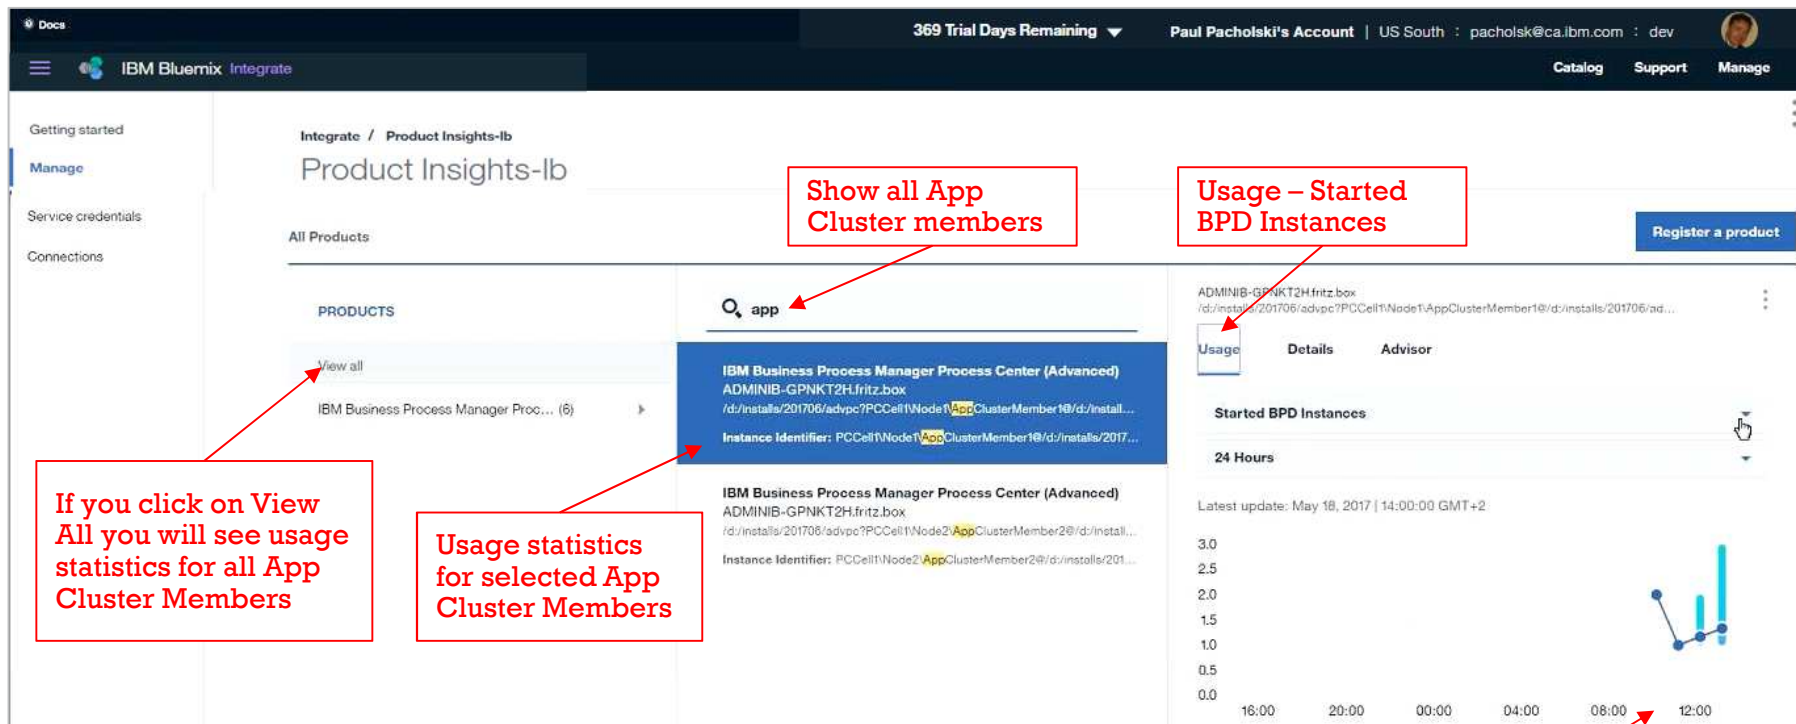 Docs
369 Trial Days Remaining
Paul Pacholski's Account | US South : pacholsk@ca.ibm.com : dev
IBM Bluemix Integrate
Catalog Support Manage
Getting started
Manage
Service credentials
Connections
Integrate / Product Insights-lb
Product Insights-lb
Show all App
Cluster members
Usage – Started
BPD Instances
All Products
Register a product
PRODUCTS
View all
IBM Business Process Manager Proc... (6)
app
IBM Business Process Manager Process Center (Advanced)
ADMINIB-GPNKT2H.fritz.box
/d:/installs/201706/advpc?PCCell1\Node1\AppClusterMember1@/d:/install...
Instance Identifier: PCCell1\Node1\AppClusterMember1@/d:/installs/2017...
IBM Business Process Manager Process Center (Advanced)
ADMINIB-GPNKT2H.fritz.box
/d:/installs/201706/advpc?PCCell1\Node2\AppClusterMember2@/d:/install...
Instance Identifier: PCCell1\Node2\AppClusterMember2@/d:/installs/201...
If you click on View
All you will see usage
statistics for all App
Cluster Members
Usage statistics
for selected App
Cluster Members
ADMINIB-GPNKT2H.fritz.box
/d:/installs/201706/advpc?PCCell1\Node1\AppClusterMember1@/d:/installs/201706/ad...
Usage Details Advisor
Started BPD Instances
24 Hours
Latest update: May 18, 2017 | 14:00:00 GMT+2
3.0
2.5
2.0
1.5
1.0
0.5
0.0
16:00 20:00 00:00 04:00 08:00 12:00